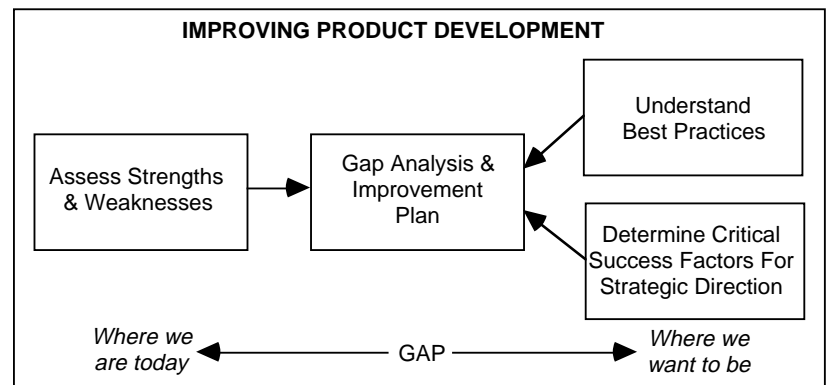 IMPROVING PRODUCT DEVELOPMENT
Understand
Best Practices
Assess Strengths
& Weaknesses
Gap Analysis &
Improvement
Plan
Determine Critical
Success Factors For
Strategic Direction
Where we
are today
GAP
Where we
want to be